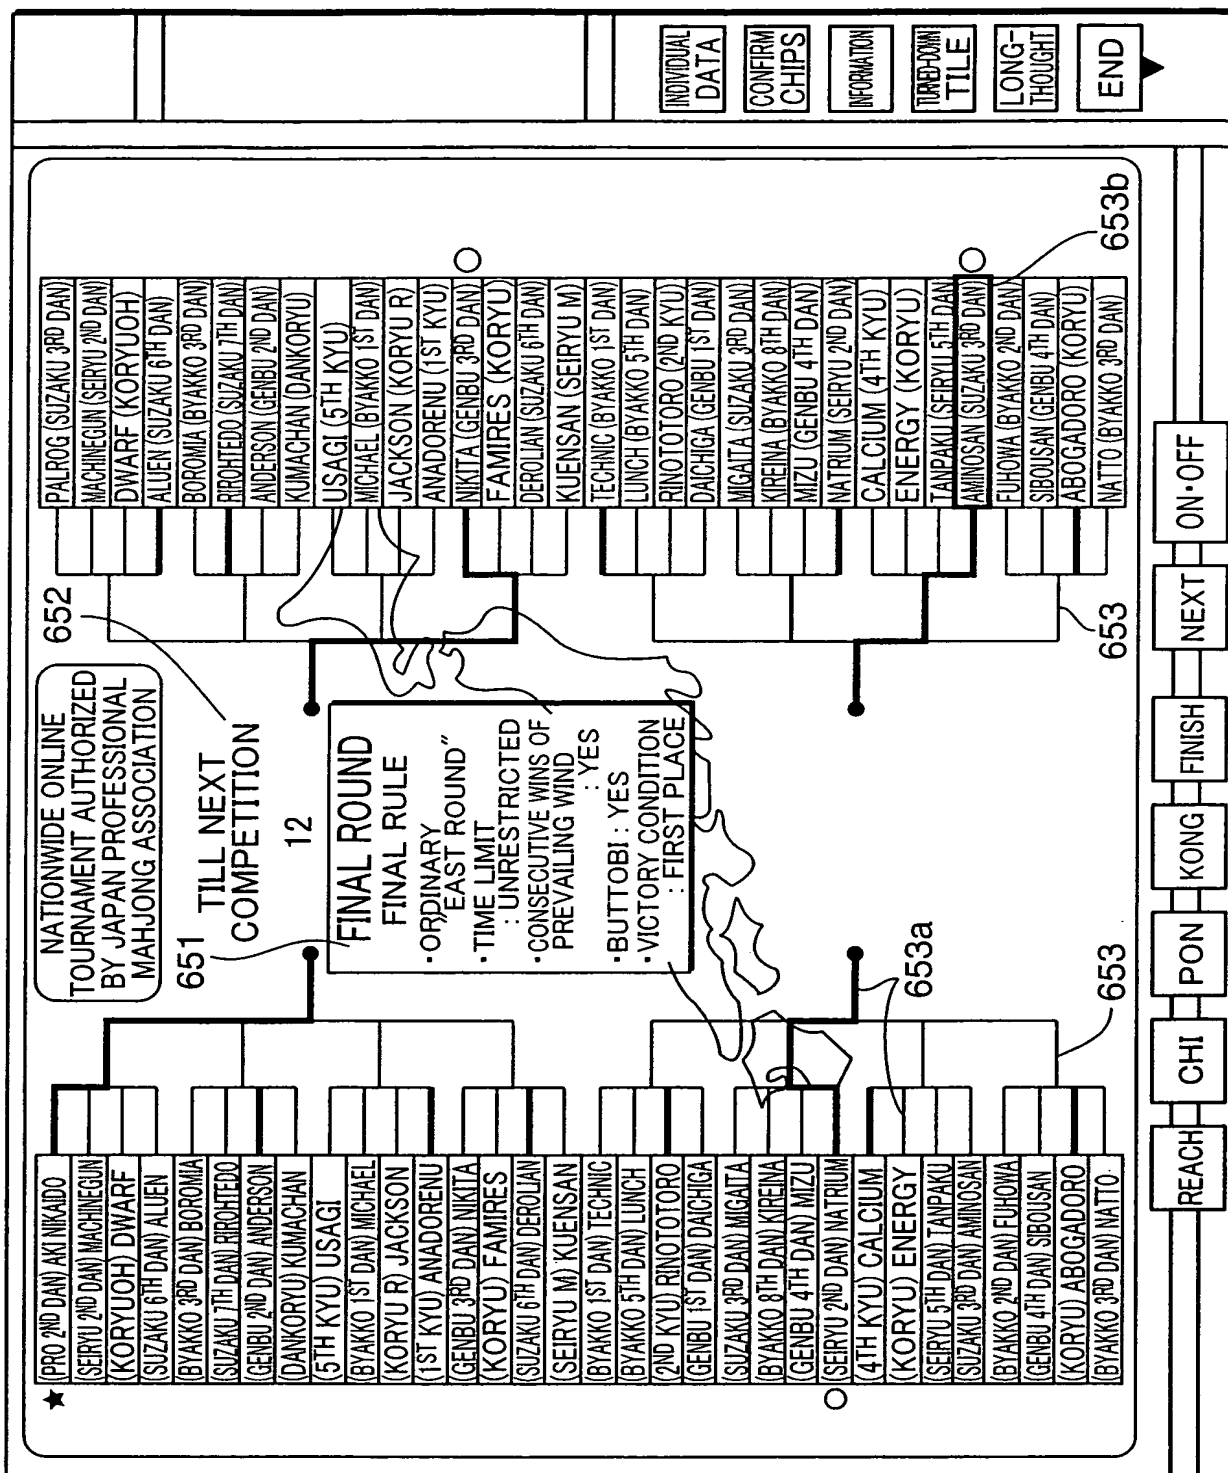 NATIONWIDE ONLINE
TOURNAMENT AUTHORIZED
BY JAPAN PROFESSIONAL
MAHJONG ASSOCIATION
651
TILL NEXT
COMPETITION
12
652
FINAL ROUND
FINAL RULE
・ORDINARY
"EAST ROUND"
・TIME LIMIT
: UNRESTRICTED
・CONSECUTIVE WINS OF
PREVAILING WIND
: YES
・BUTTOBI : YES
・VICTORY CONDITION
: FIRST PLACE
★
(PRO 2ND DAN) AKI NIKAIDO
(SEIRYU 2ND DAN) MACHINEGUN
(KORYUOH) DWARF
(SUZAKU 6TH DAN) ALIEN
(BYAKKO 3RD DAN) BOROMIA
(SUZAKU 7TH DAN) RIROHTEDO
(GENBU 2ND DAN) ANDERSON
(DANKORYU) KUMACHAN
(5TH KYU) USAGI
(BYAKKO 1ST DAN) MICHAEL
(KORYU R) JACKSON
(1ST KYU) ANADORENU
(GENBU 3RD DAN) NIKITA
(KORYU) FAMIRES
(SUZAKU 6TH DAN) DEROLIAN
(SEIRYU M) KUENSAN
(BYAKKO 1ST DAN) TECHNIC
(BYAKKO 5TH DAN) LUNCH
(2ND KYU) RINOTOTORO
(GENBU 1ST DAN) DAICHIGA
(SUZAKU 3RD DAN) MIGAITA
(BYAKKO 8TH DAN) KIREINA
(GENBU 4TH DAN) MIZU
(SEIRYU 2ND DAN) NATRIUM
(4TH KYU) CALCIUM
(KORYU) ENERGY
(SEIRYU 5TH DAN) TANPAKU
(SUZAKU 3RD DAN) AMINOSAN
(BYAKKO 2ND DAN) FUHOWA
(GENBU 4TH DAN) SIBOUSAN
(KORYU) ABOGADORO
(BYAKKO 3RD DAN) NATTO
653a
653
PALROG (SUZAKU 3RD DAN)
MACHINEGUN (SEIRYU 2ND DAN)
DWARF (KORYUOH)
ALIEN (SUZAKU 6TH DAN)
BOROMIA (BYAKKO 3RD DAN)
RIROHTEDO (SUZAKU 7TH DAN)
ANDERSON (GENBU 2ND DAN)
KUMACHAN (DANKORYU)
USAGI (5TH KYU)
MICHAEL (BYAKKO 1ST DAN)
JACKSON (KORYU R)
ANADORENU (1ST KYU)
NIKITA (GENBU 3RD DAN)
FAMIRES (KORYU)
DEROLIAN (SUZAKU 6TH DAN)
KUENSAN (SEIRYU M)
TECHNIC (BYAKKO 1ST DAN)
LUNCH (BYAKKO 5TH DAN)
RINOTOTORO (2ND KYU)
DAICHIGA (GENBU 1ST DAN)
MIGAITA (SUZAKU 3RD DAN)
KIREINA (BYAKKO 8TH DAN)
MIZU (GENBU 4TH DAN)
NATRIUM (SEIRYU 2ND DAN)
CALCIUM (4TH KYU)
ENERGY (KORYU)
TANPAKU (SEIRYU 5TH DAN)
AMINOSAN (SUZAKU 3RD DAN)
FUHOWA (BYAKKO 2ND DAN)
SIBOUSAN (GENBU 4TH DAN)
ABOGADORO (KORYU)
NATTO (BYAKKO 3RD DAN)
653
653b
INDIVIDUAL
DATA
CONFIRM
CHIPS
INFORMATION
TURNED-DOWN
TILE
LONG-
THOUGHT
END
REACH
CHI
PON
KONG
FINISH
NEXT
ON・OFF